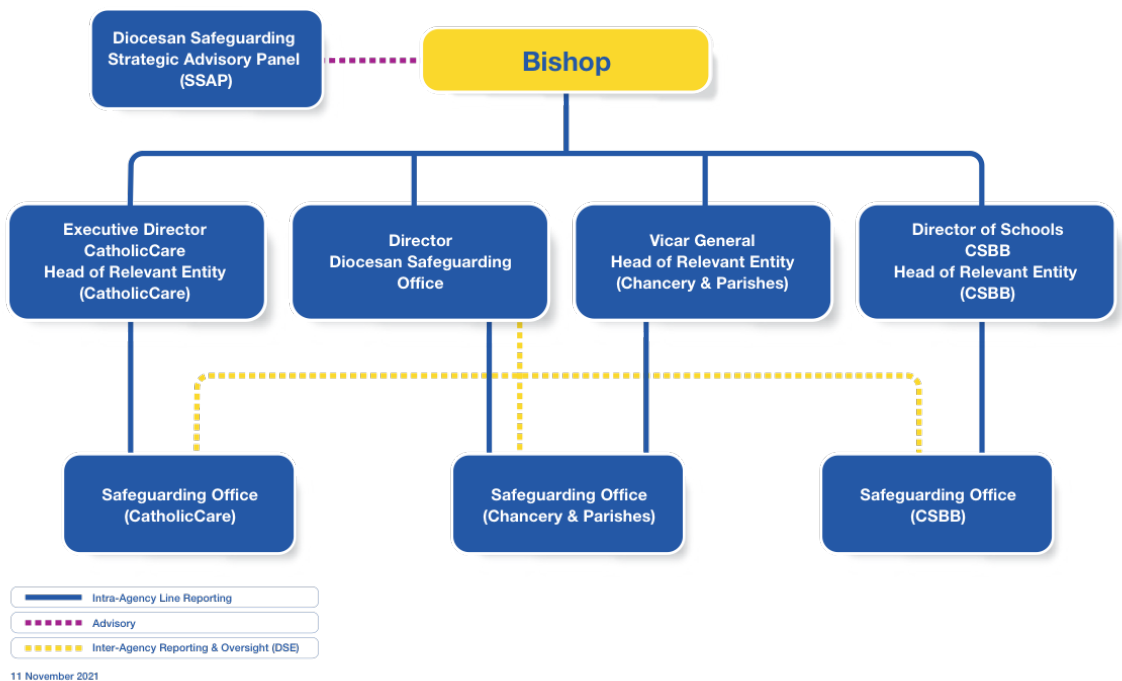 Diocesan Safeguarding
Strategic Advisory Panel
(SSAP)
Bishop
Executive Director
CatholicCare
Head of Relevant Entity
(CatholicCare)
Director
Diocesan Safeguarding
Office
Vicar General
Head of Relevant Entity
(Chancery & Parishes)
Director of Schools
CSBB
Head of Relevant Entity
(CSBB)
Safeguarding Office
(CatholicCare)
Safeguarding Office
(Chancery & Parishes)
Safeguarding Office
(CSBB)
Intra-Agency Line Reporting
Advisory
Inter-Agency Reporting & Oversight (DSE)
11 November 2021